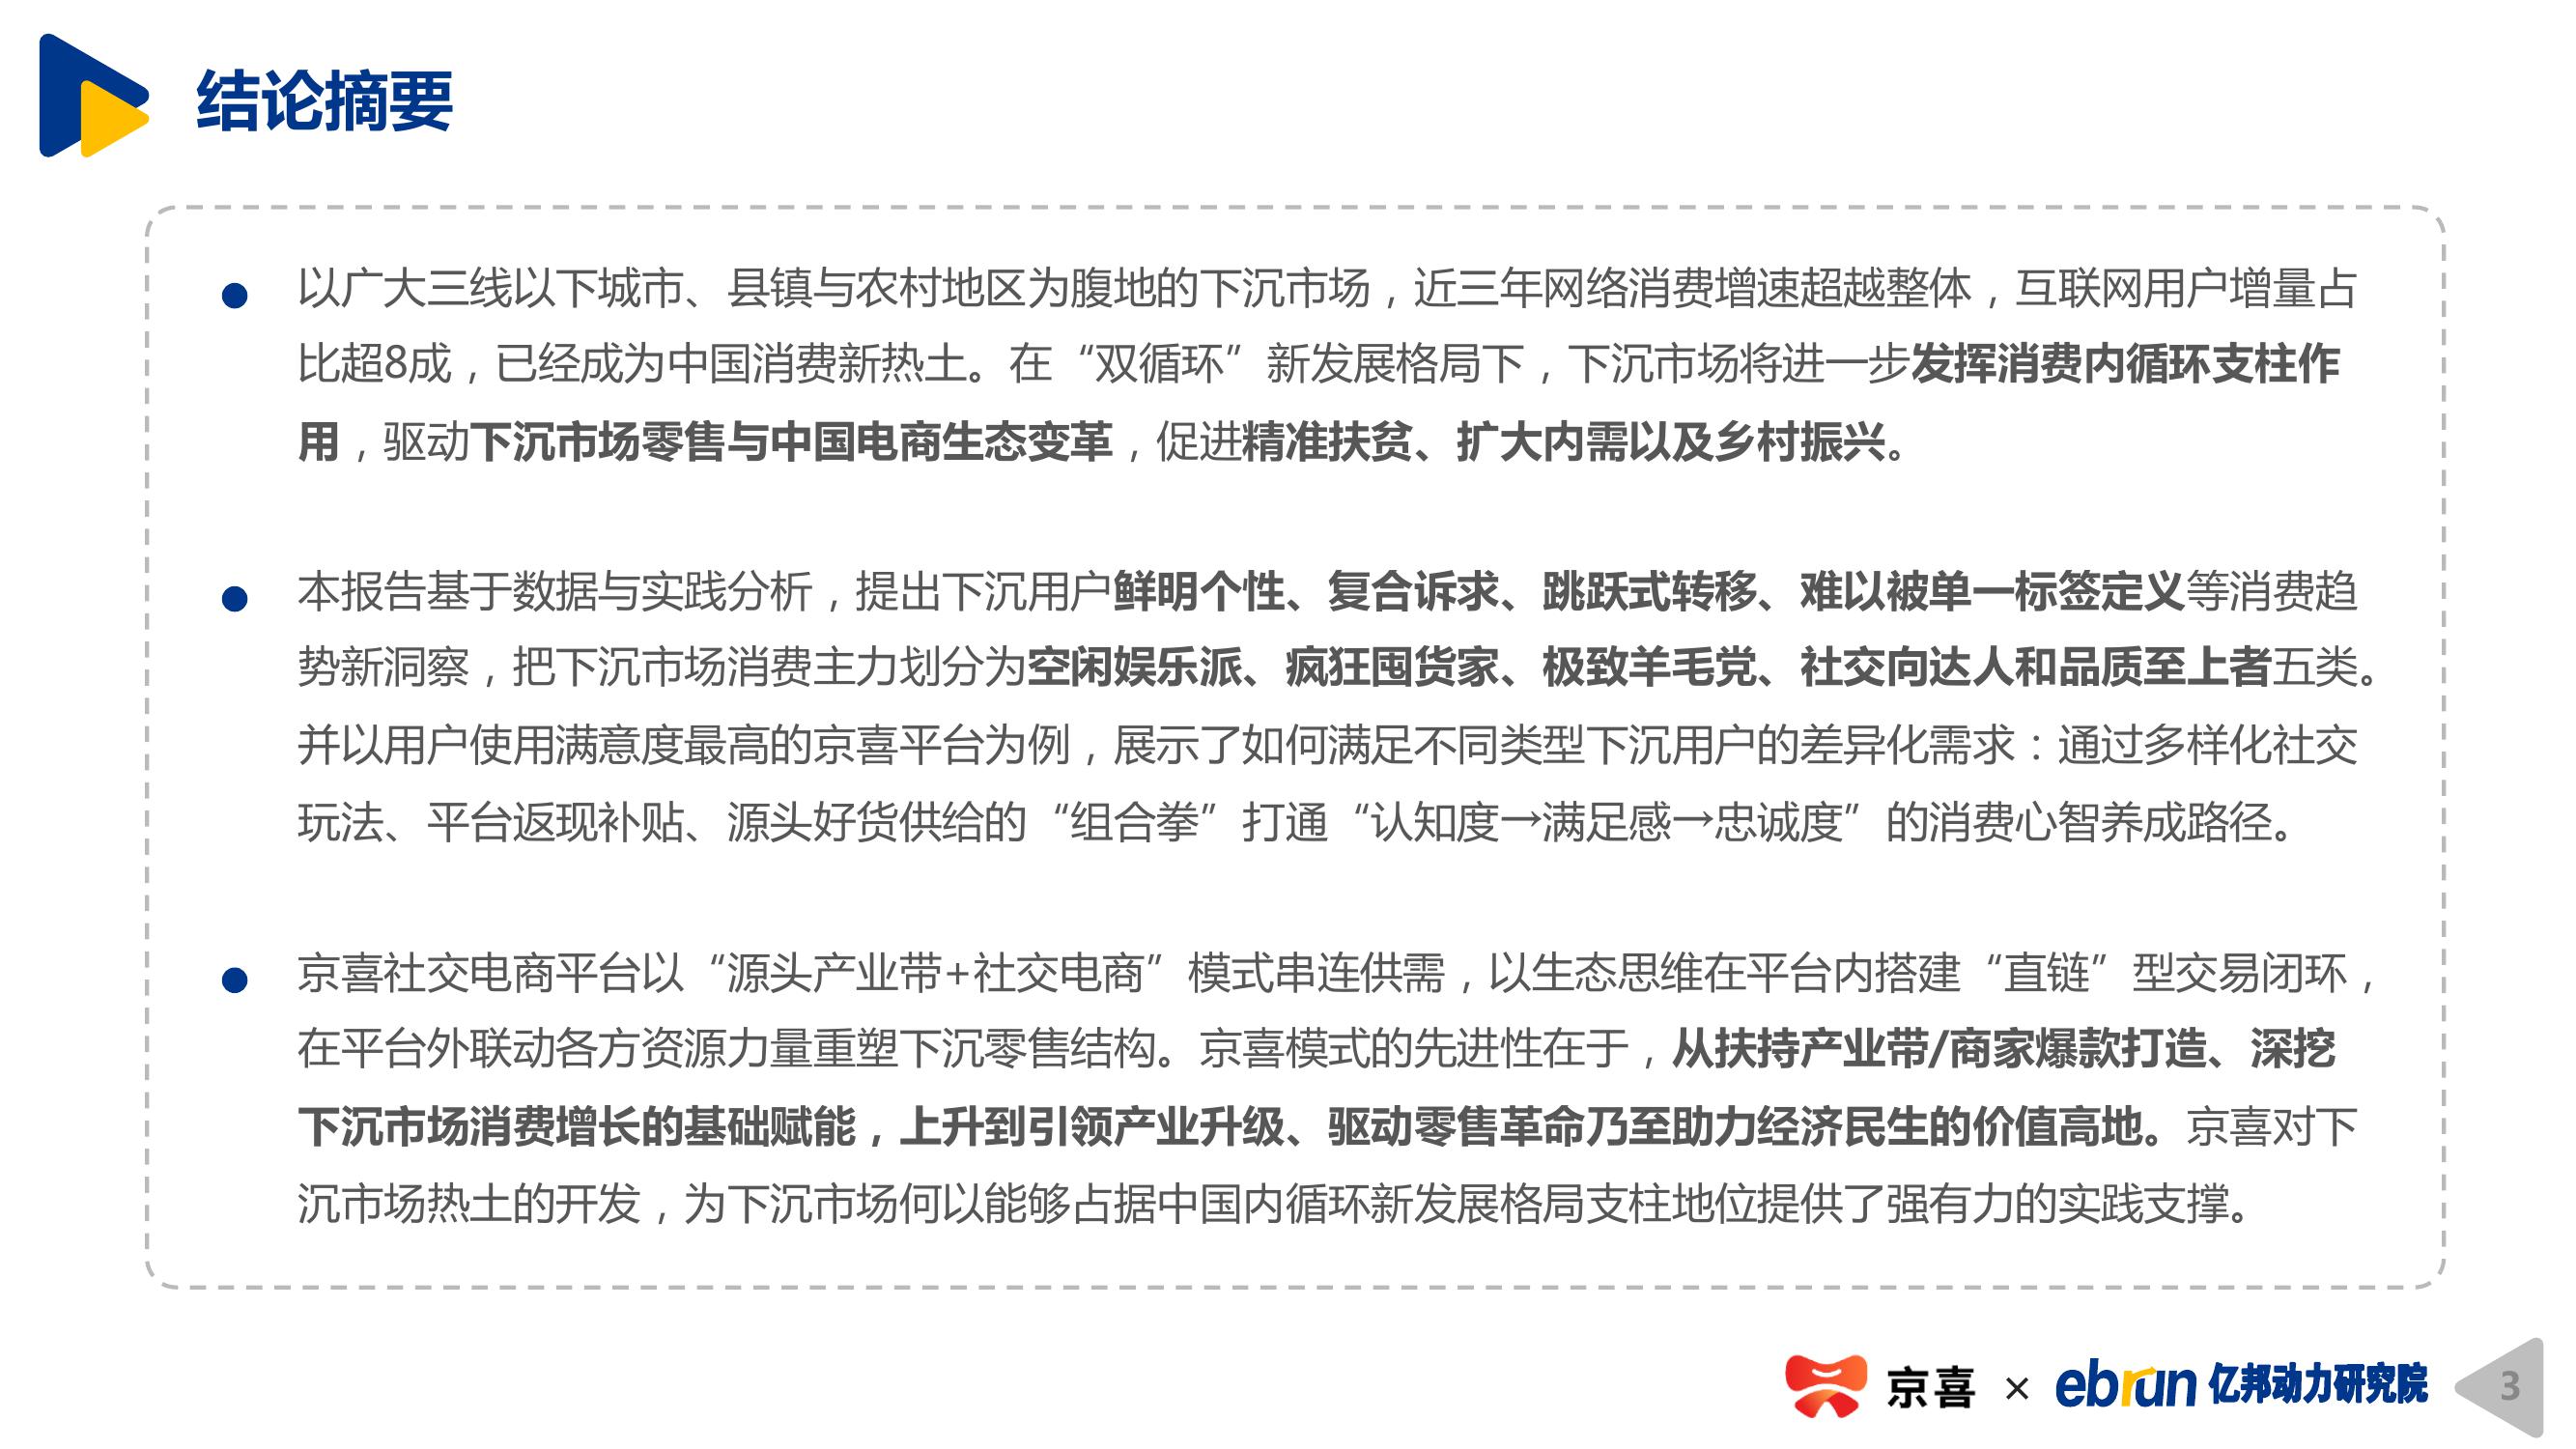 结论摘要
以广大三线以下城市、县镇与农村地区为腹地的下沉市场，近三年网络消费增速超越整体，互联网用户增量占
比超8成，已经成为中国消费新热土。在“双循环”新发展格局下，下沉市场将进一步发挥消费内循环支柱作
用，驱动下沉市场零售与中国电商生态变革，促进精准扶贫、扩大内需以及乡村振兴。
本报告基于数据与实践分析，提出下沉用户鲜明个性、复合诉求、跳跃式转移、难以被单一标签定义等消费趋
势新洞察，把下沉市场消费主力划分为空闲娱乐派、疯狂囤货家、极致羊毛党、社交向达人和品质至上者五类。
并以用户使用满意度最高的京喜平台为例，展示了如何满足不同类型下沉用户的差异化需求：通过多样化社交
玩法、平台返现补贴、源头好货供给的“组合拳”打通“认知度→满足感→忠诚度”的消费心智养成路径。
京喜社交电商平台以“源头产业带+社交电商”模式串连供需，以生态思维在平台内搭建“直链”型交易闭环，
在平台外联动各方资源力量重塑下沉零售结构。京喜模式的先进性在于，从扶持产业带/商家爆款打造、深挖
下沉市场消费增长的基础赋能，上升到引领产业升级、驱动零售革命乃至助力经济民生的价值高地。京喜对下
沉市场热土的开发，为下沉市场何以能够占据中国内循环新发展格局支柱地位提供了强有力的实践支撑。
京喜 × ebrun 亿邦动力研究院 3